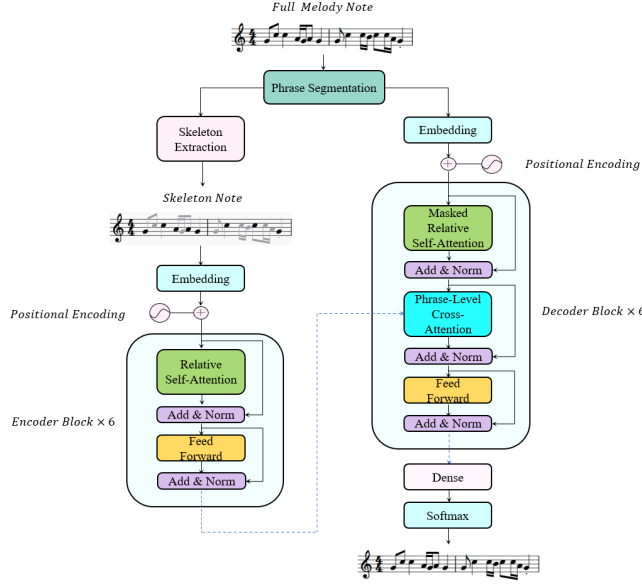 Full Melody Note
Phrase Segmentation
Skeleton
Extraction
Skeleton Note
Embedding
Positional Encoding
Relative
Self-Attention
Add & Norm
Encoder Block × 6
Feed
Forward
Add & Norm
Embedding
Positional Encoding
Masked
Relative
Self-Attention
Add & Norm
Phrase-Level
Cross-
Attention
Decoder Block × 6
Add & Norm
Feed
Forward
Add & Norm
Dense
Softmax